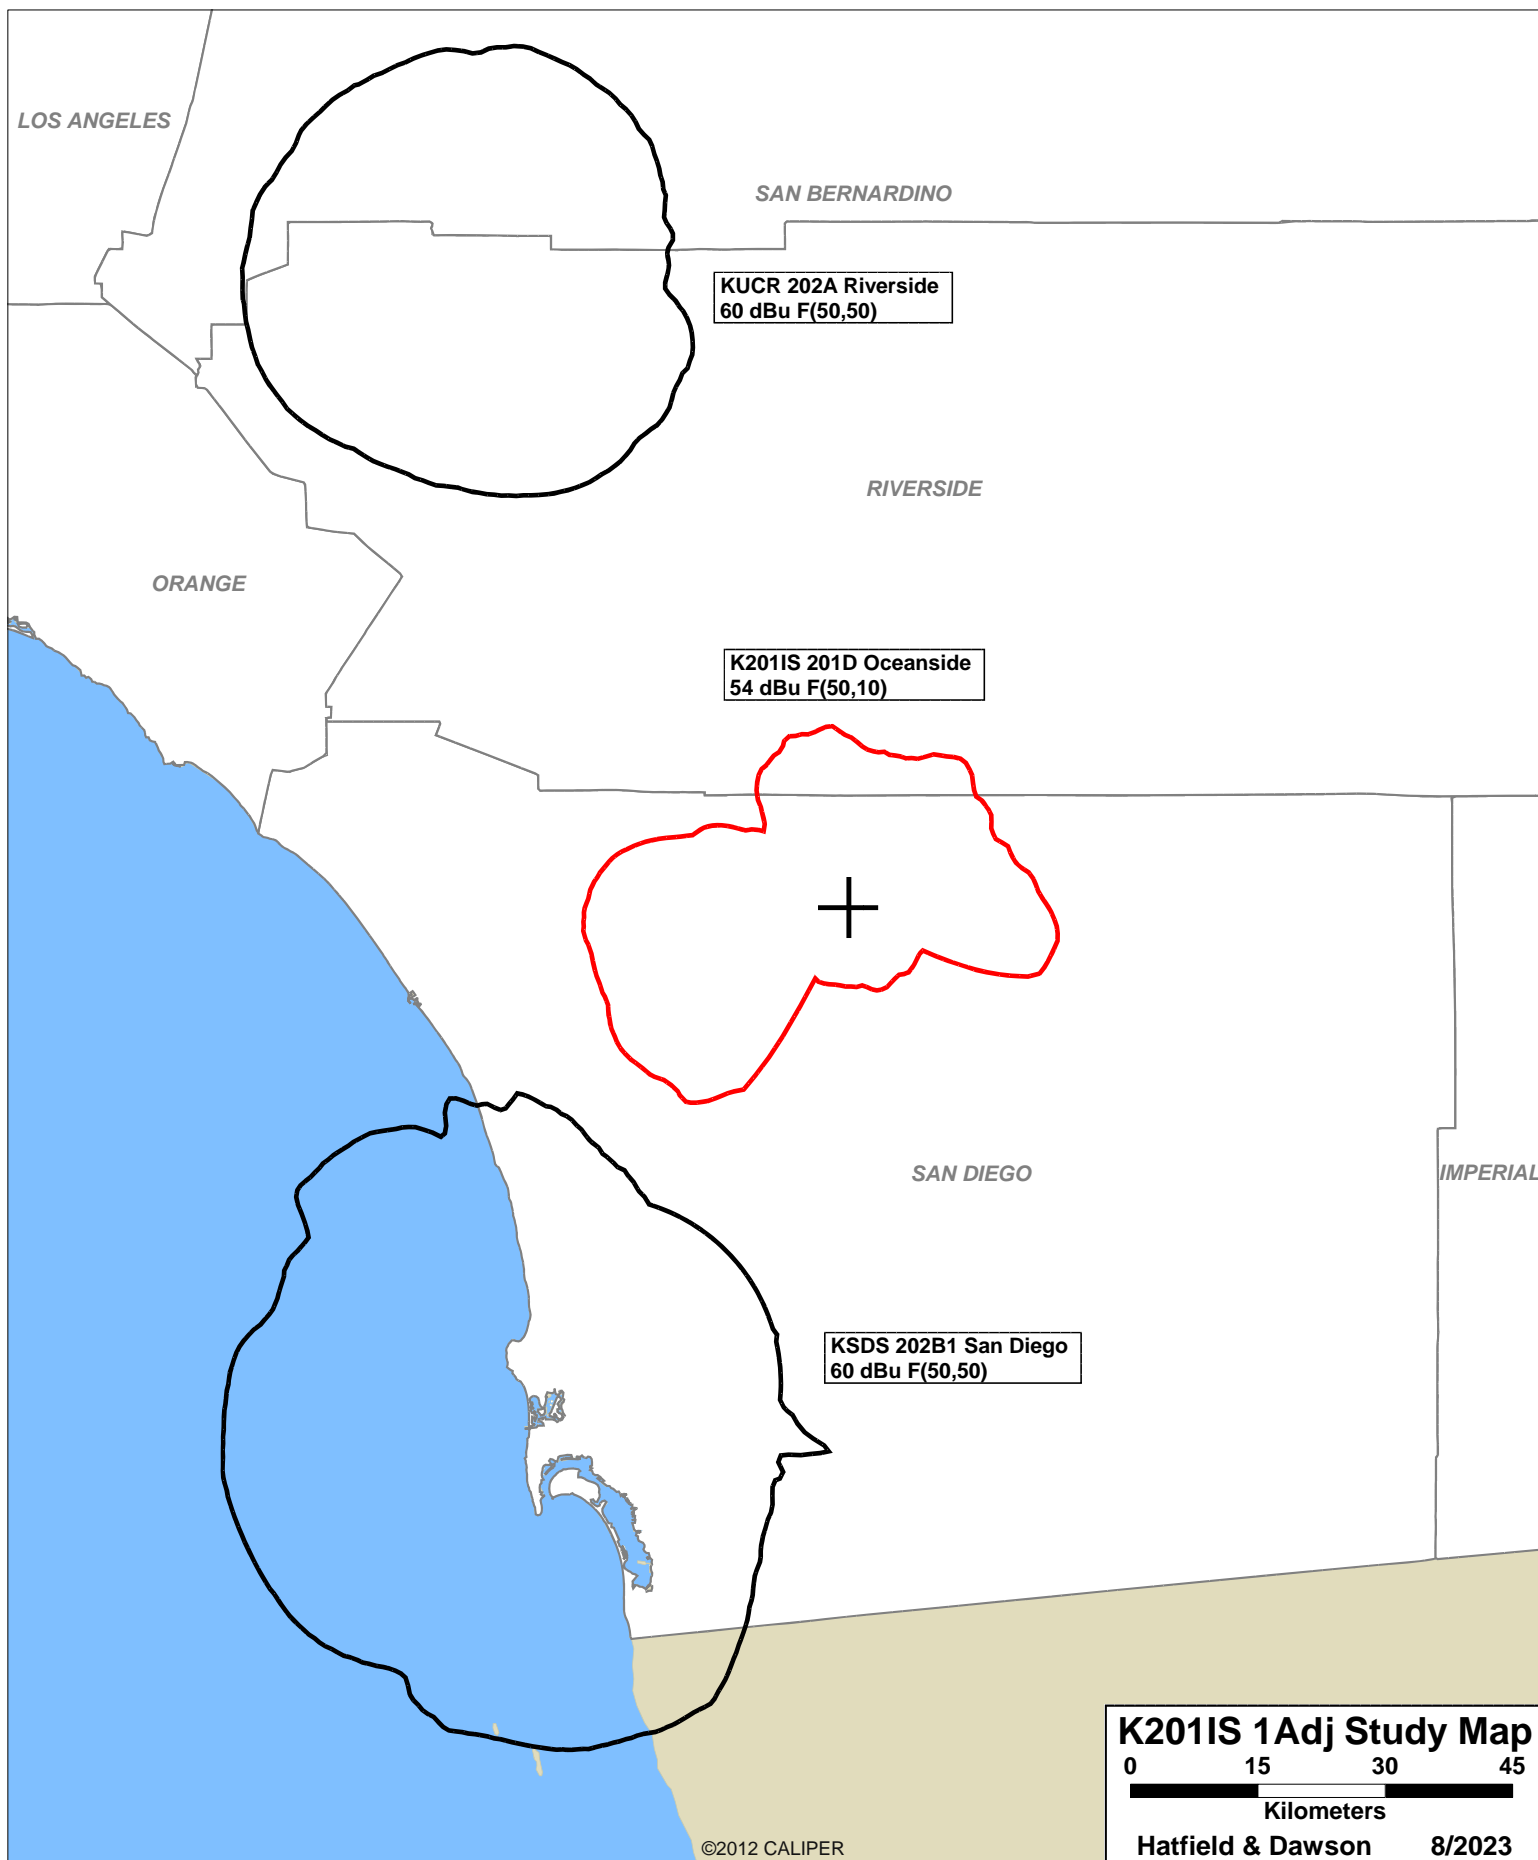 LOS ANGELES
SAN BERNARDINO
KUCR 202A Riverside
60 dBu F(50,50)
RIVERSIDE
ORANGE
K201IS 201D Oceanside
54 dBu F(50,10)
SAN DIEGO
IMPERIAL
KSDS 202B1 San Diego
60 dBu F(50,50)
K201IS 1Adj Study Map
0 15 30 45
Kilometers
Hatfield & Dawson 8/2023
©2012 CALIPER